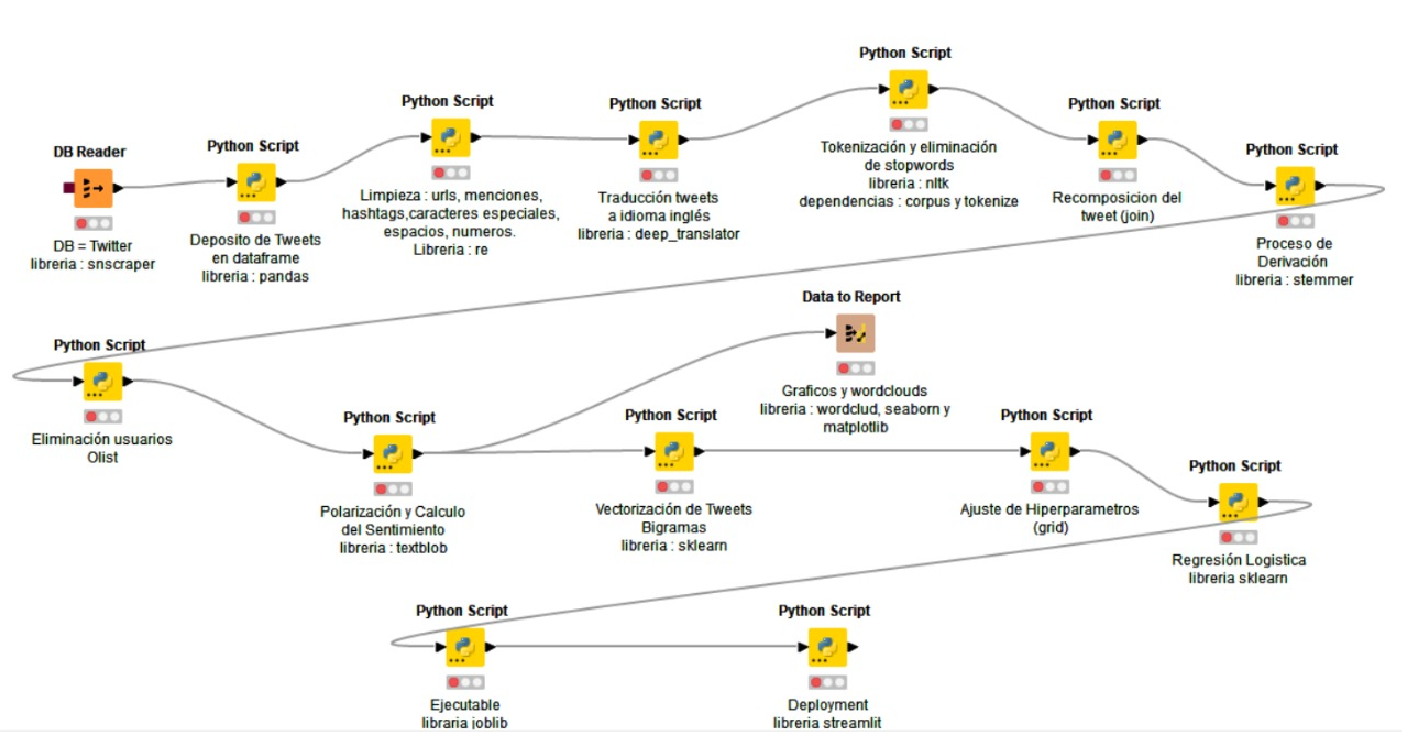 DB Reader
DB = Twitter
libreria : snscraper
Python Script
Deposito de Tweets
en dataframe
libreria : pandas
Python Script
Limpieza : urls, menciones,
hashtags,caracteres especiales,
espacios, numeros.
Libreria : re
Python Script
Traducción tweets
a idioma inglés
libreria : deep_translator
Python Script
Tokenización y eliminación
de stopwords
libreria : nltk
dependencias : corpus y tokenize
Python Script
Recomposicion del
tweet (join)
Python Script
Proceso de
Derivación
libreria : stemmer
Python Script
Eliminación usuarios
Olist
Python Script
Polarización y Calculo
del Sentimiento
libreria : textblob
Data to Report
Graficos y wordclouds
libreria : wordclud, seaborn y
matplotlib
Python Script
Vectorización de Tweets
Bigramas
libreria : sklearn
Python Script
Ajuste de Hiperparametros
(grid)
Python Script
Regresión Logistica
libreria sklearn
Python Script
Ejecutable
libraria joblib
Python Script
Deployment
libreria streamlit